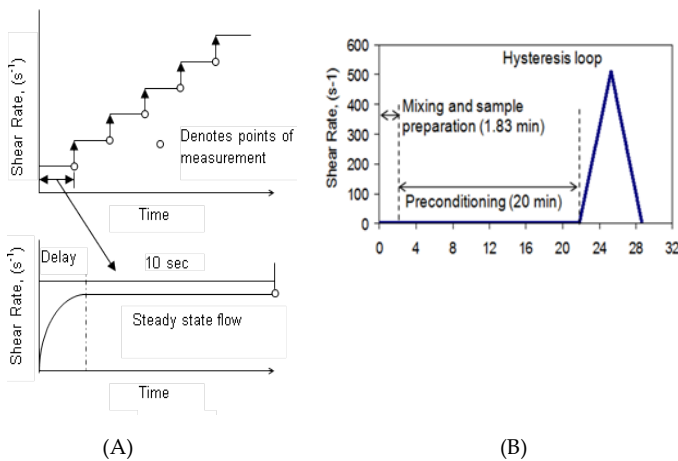 Shear Rate, (s⁻¹)
Denotes points of
measurement
Time
Delay
10 sec
Steady state flow
Shear Rate, (s⁻¹)
Time
(A)
B)
Shear Rate, (s-1)
600
500
400
300
200
100
0
Hysteresis loop
Mixing and sample
preparation (1.83 min)
Preconditioning (20 min)
0 4 8 12 16 20 24 28 32
(B)